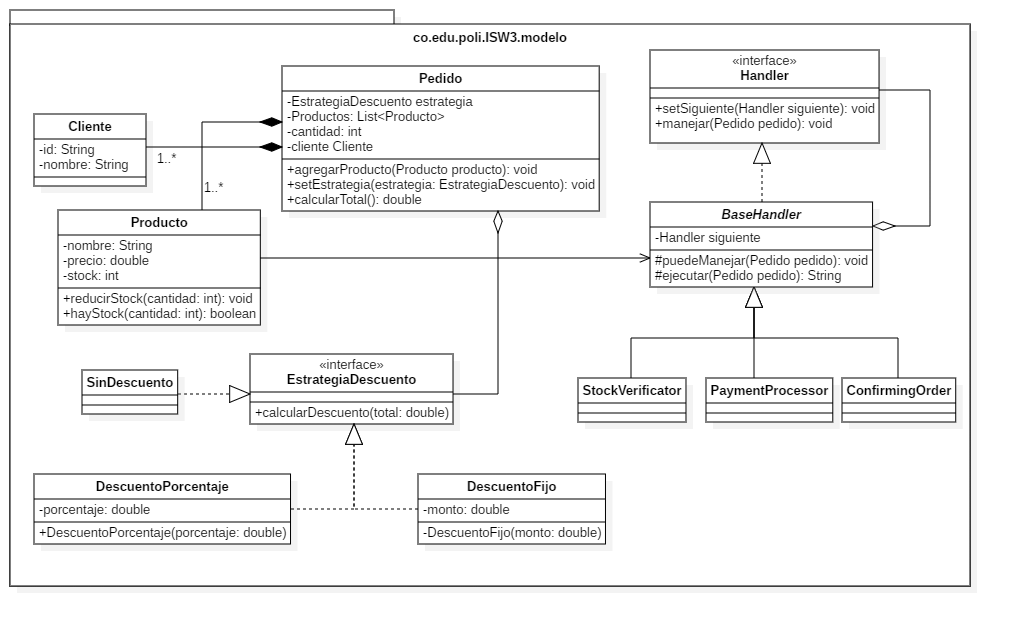 co.edu.poli.ISW3.modelo
Pedido
-EstrategiaDescuento estrategia
-Productos: List<Producto>
-cantidad: int
-cliente Cliente
+agregarProducto(Producto producto): void
+setEstrategia(estrategia: EstrategiaDescuento): void
+calcularTotal(): double
«interface»
Handler
+setSiguiente(Handler siguiente): void
+manejar(Pedido pedido): void
Cliente
-id: String
-nombre: String
1..*
1..*
Producto
-nombre: String
-precio: double
-stock: int
+reducirStock(cantidad: int): void
+hayStock(cantidad: int): boolean
BaseHandler
-Handler siguiente
#puedeManejar(Pedido pedido): void
#ejecutar(Pedido pedido): String
SinDescuento
«interface»
EstrategiaDescuento
+calcularDescuento(total: double)
StockVerificator
PaymentProcessor
ConfirmingOrder
DescuentoPorcentaje
-porcentaje: double
+DescuentoPorcentaje(porcentaje: double)
DescuentoFijo
-monto: double
-DescuentoFijo(monto: double)